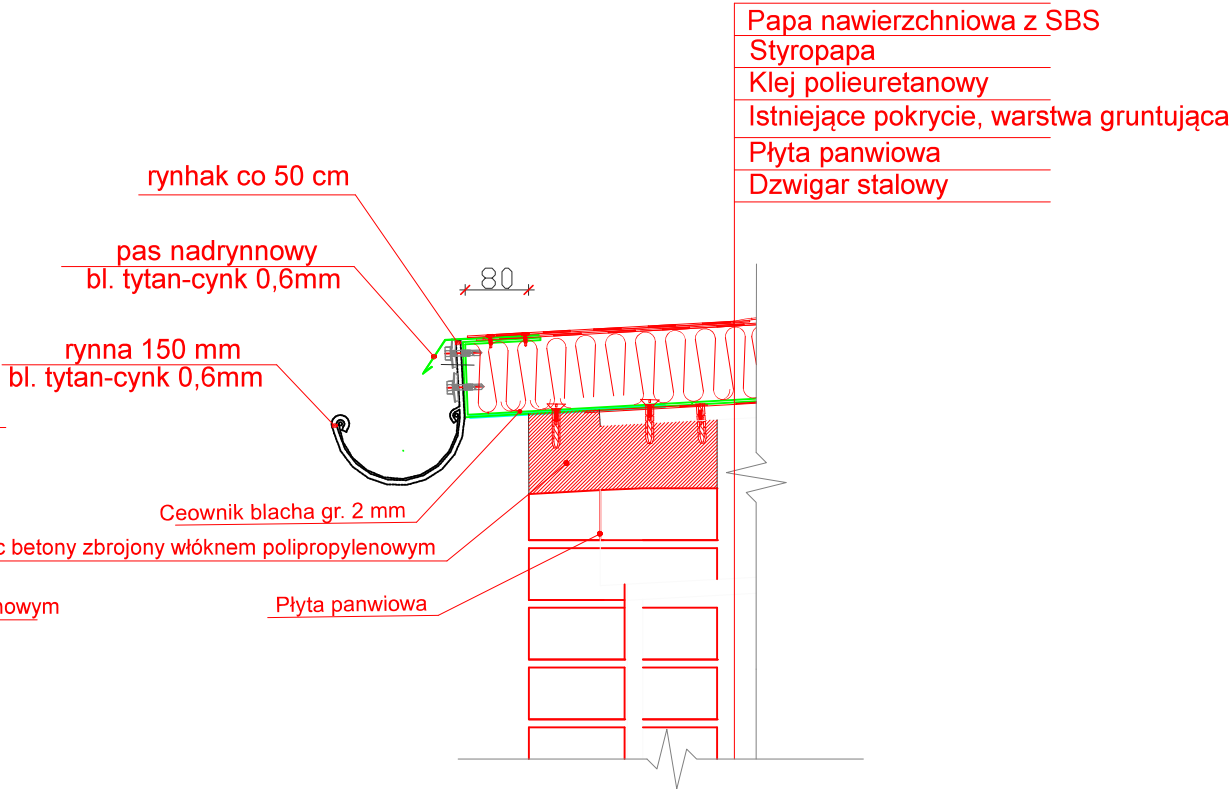 Papa nawierzchniowa z SBS
Styropapa
Klej polieuretanowy
Istniejące pokrycie, warstwa gruntująca
Płyta panwiowa
Dzwigar stalowy
rynhak co 50 cm
pas nadrynnowy
bl. tytan-cynk 0,6mm
80
rynna 150 mm
bl. tytan-cynk 0,6mm
Ceownik blacha gr. 2 mm
betony zbrojony włóknem polipropylenowym
Płyta panwiowa